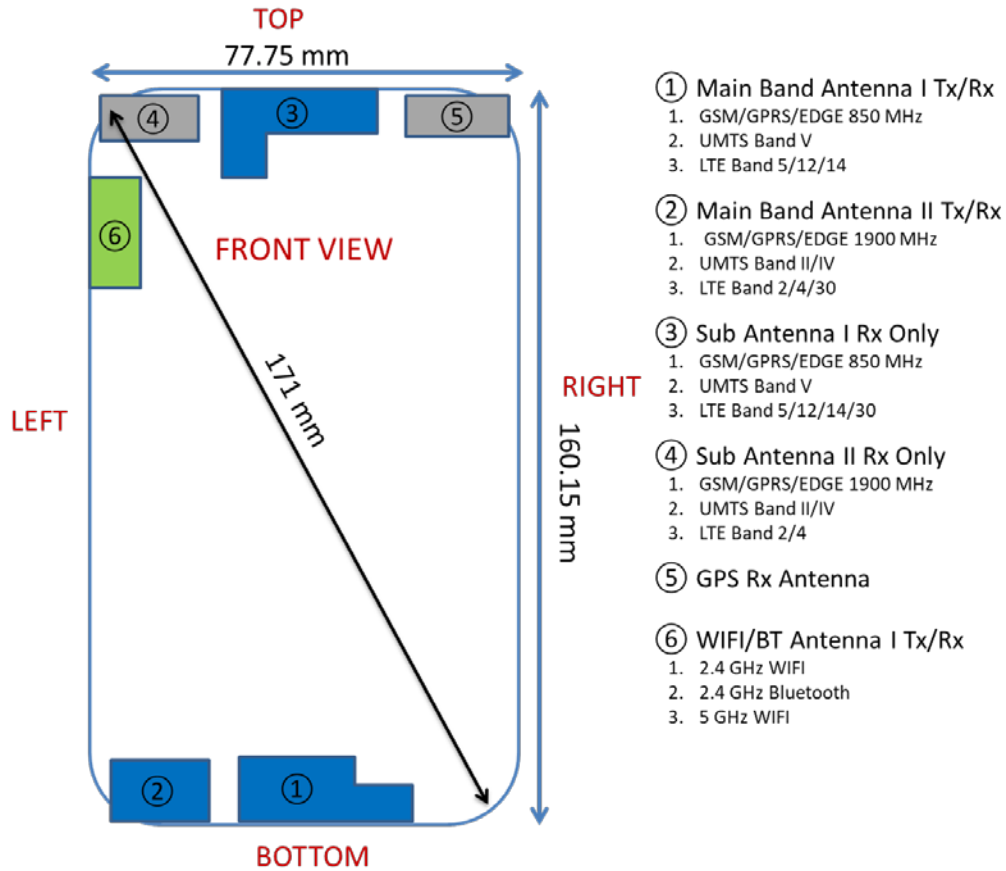 TOP
77.75 mm
④
③
⑤
⑥
FRONT VIEW
171 mm
LEFT
RIGHT
160.15 mm
②
①
BOTTOM
① Main Band Antenna I Tx/Rx
1. GSM/GPRS/EDGE 850 MHz
2. UMTS Band V
3. LTE Band 5/12/14
② Main Band Antenna II Tx/Rx
1. GSM/GPRS/EDGE 1900 MHz
2. UMTS Band II/IV
3. LTE Band 2/4/30
③ Sub Antenna I Rx Only
1. GSM/GPRS/EDGE 850 MHz
2. UMTS Band V
3. LTE Band 5/12/14/30
④ Sub Antenna II Rx Only
1. GSM/GPRS/EDGE 1900 MHz
2. UMTS Band II/IV
3. LTE Band 2/4
⑤ GPS Rx Antenna
⑥ WIFI/BT Antenna I Tx/Rx
1. 2.4 GHz WIFI
2. 2.4 GHz Bluetooth
3. 5 GHz WIFI